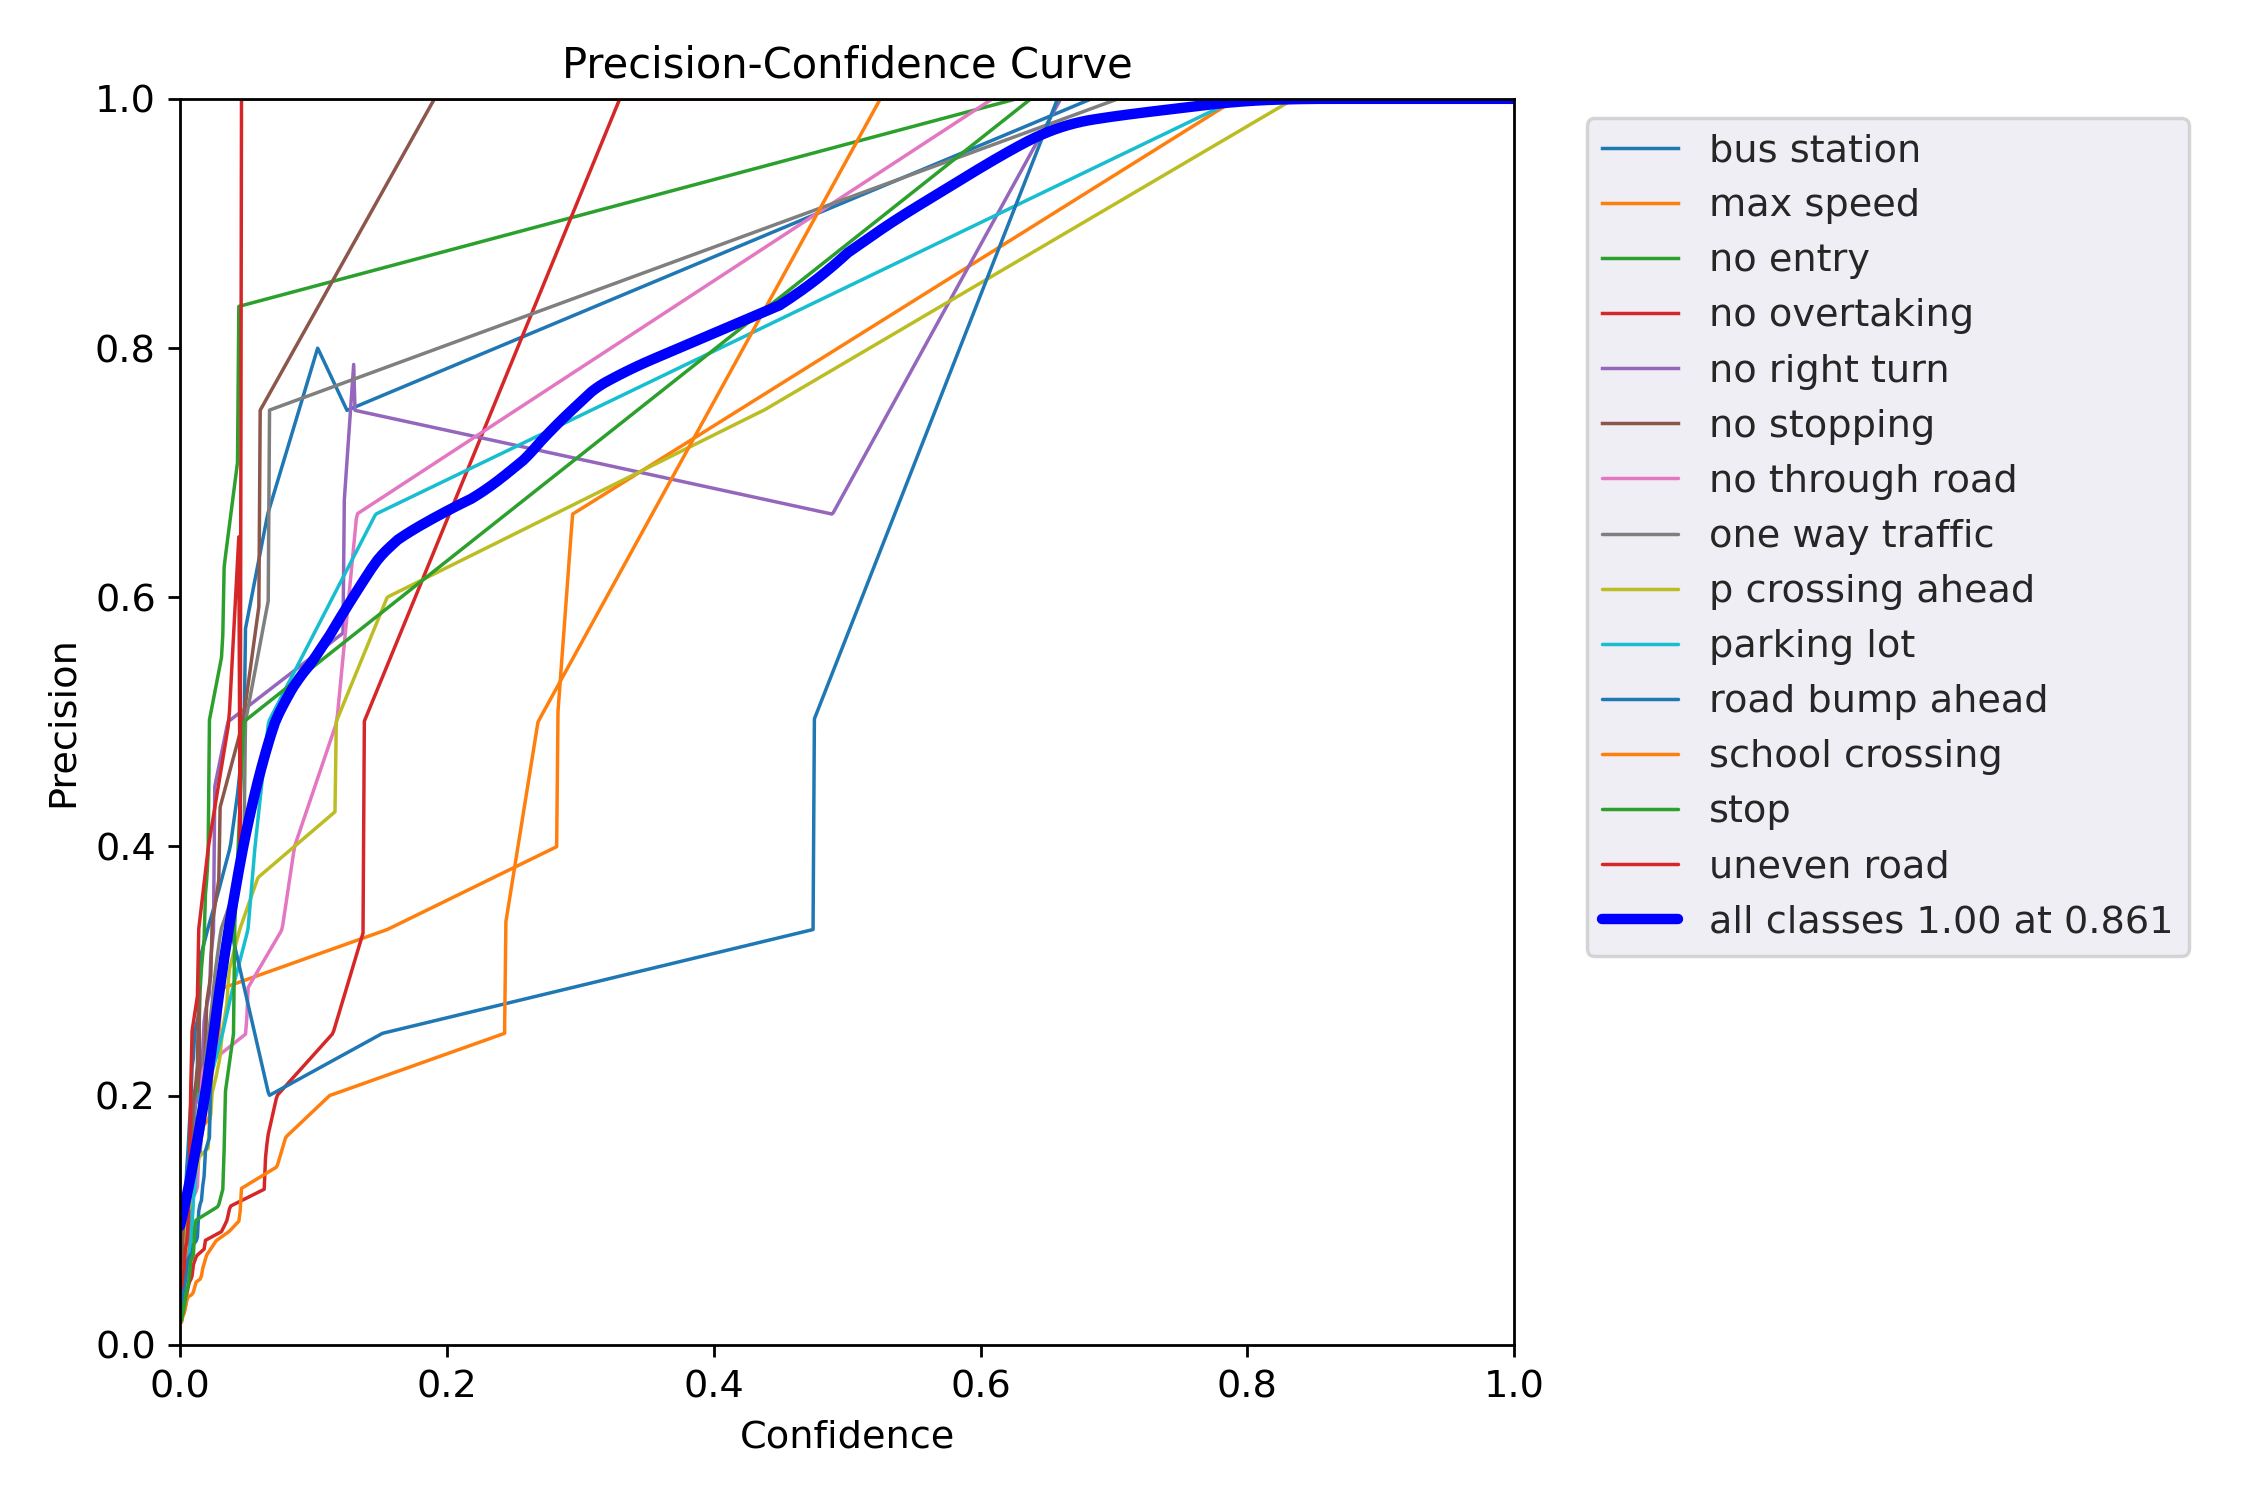 Precision-Confidence Curve
1.0
0.8
0.6
0.4
0.2
0.0
Precision
0.0 0.2 0.4 0.6 0.8 1.0
Confidence
bus station
max speed
no entry
no overtaking
no right turn
no stopping
no through road
one way traffic
p crossing ahead
parking lot
road bump ahead
school crossing
stop
uneven road
all classes 1.00 at 0.861